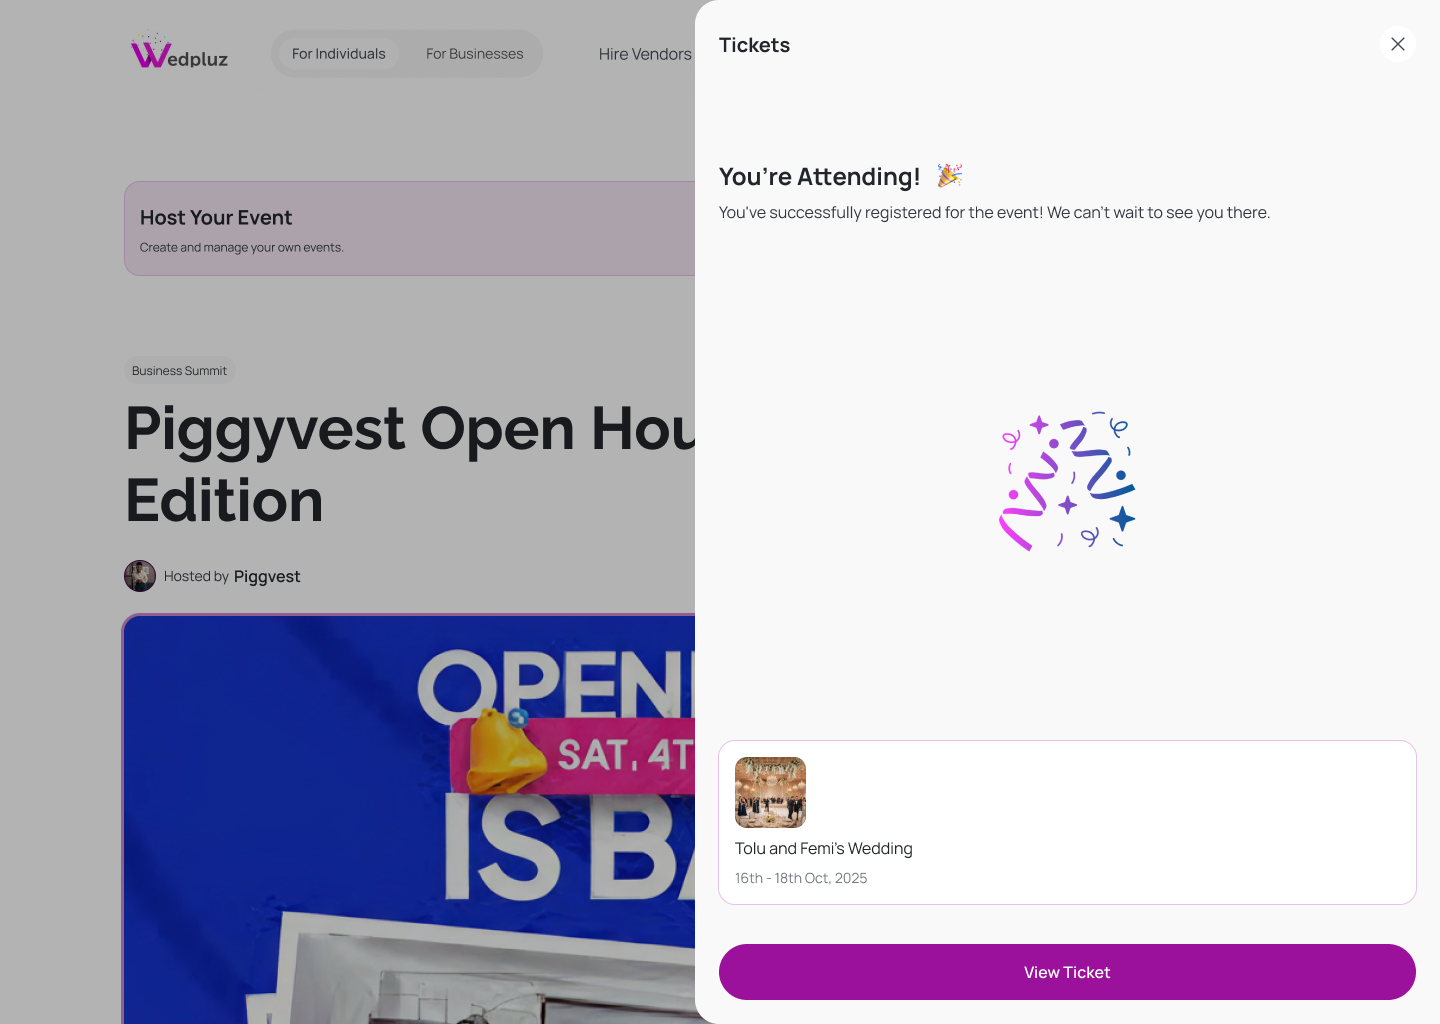 Wedpluz
For Individuals
For Businesses
Hire Vendors
Host Your Event
Create and manage your own events.
Business Summit
Piggyvest Open Hou
Edition
Hosted by Piggvest
OPEN
SAT, 4T
IS BA
Tickets
You're Attending! 🎉
You've successfully registered for the event! We can't wait to see you there.
Tolu and Femi's Wedding
16th - 18th Oct, 2025
View Ticket